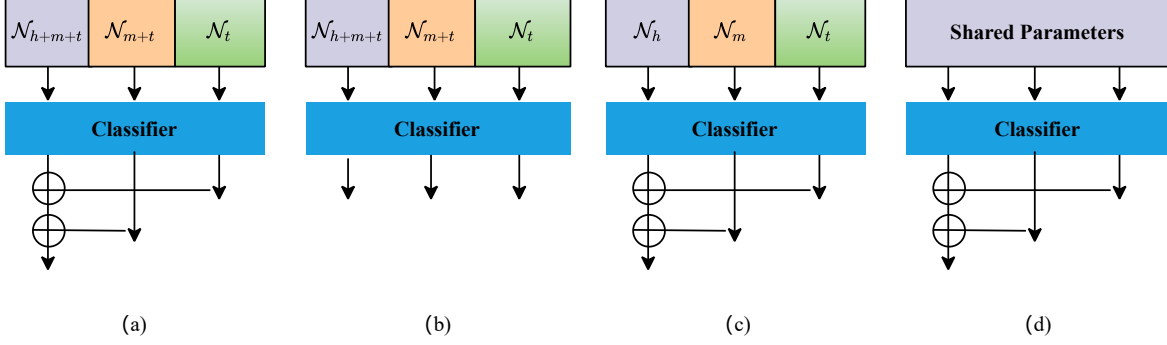 𝒩h+m+t 𝒩m+t 𝒩t 𝒩h+m+t 𝒩m+t 𝒩t 𝒩h 𝒩m 𝒩t Shared Parameters
Classifier Classifier Classifier Classifier
(a) (b) (c) (d)